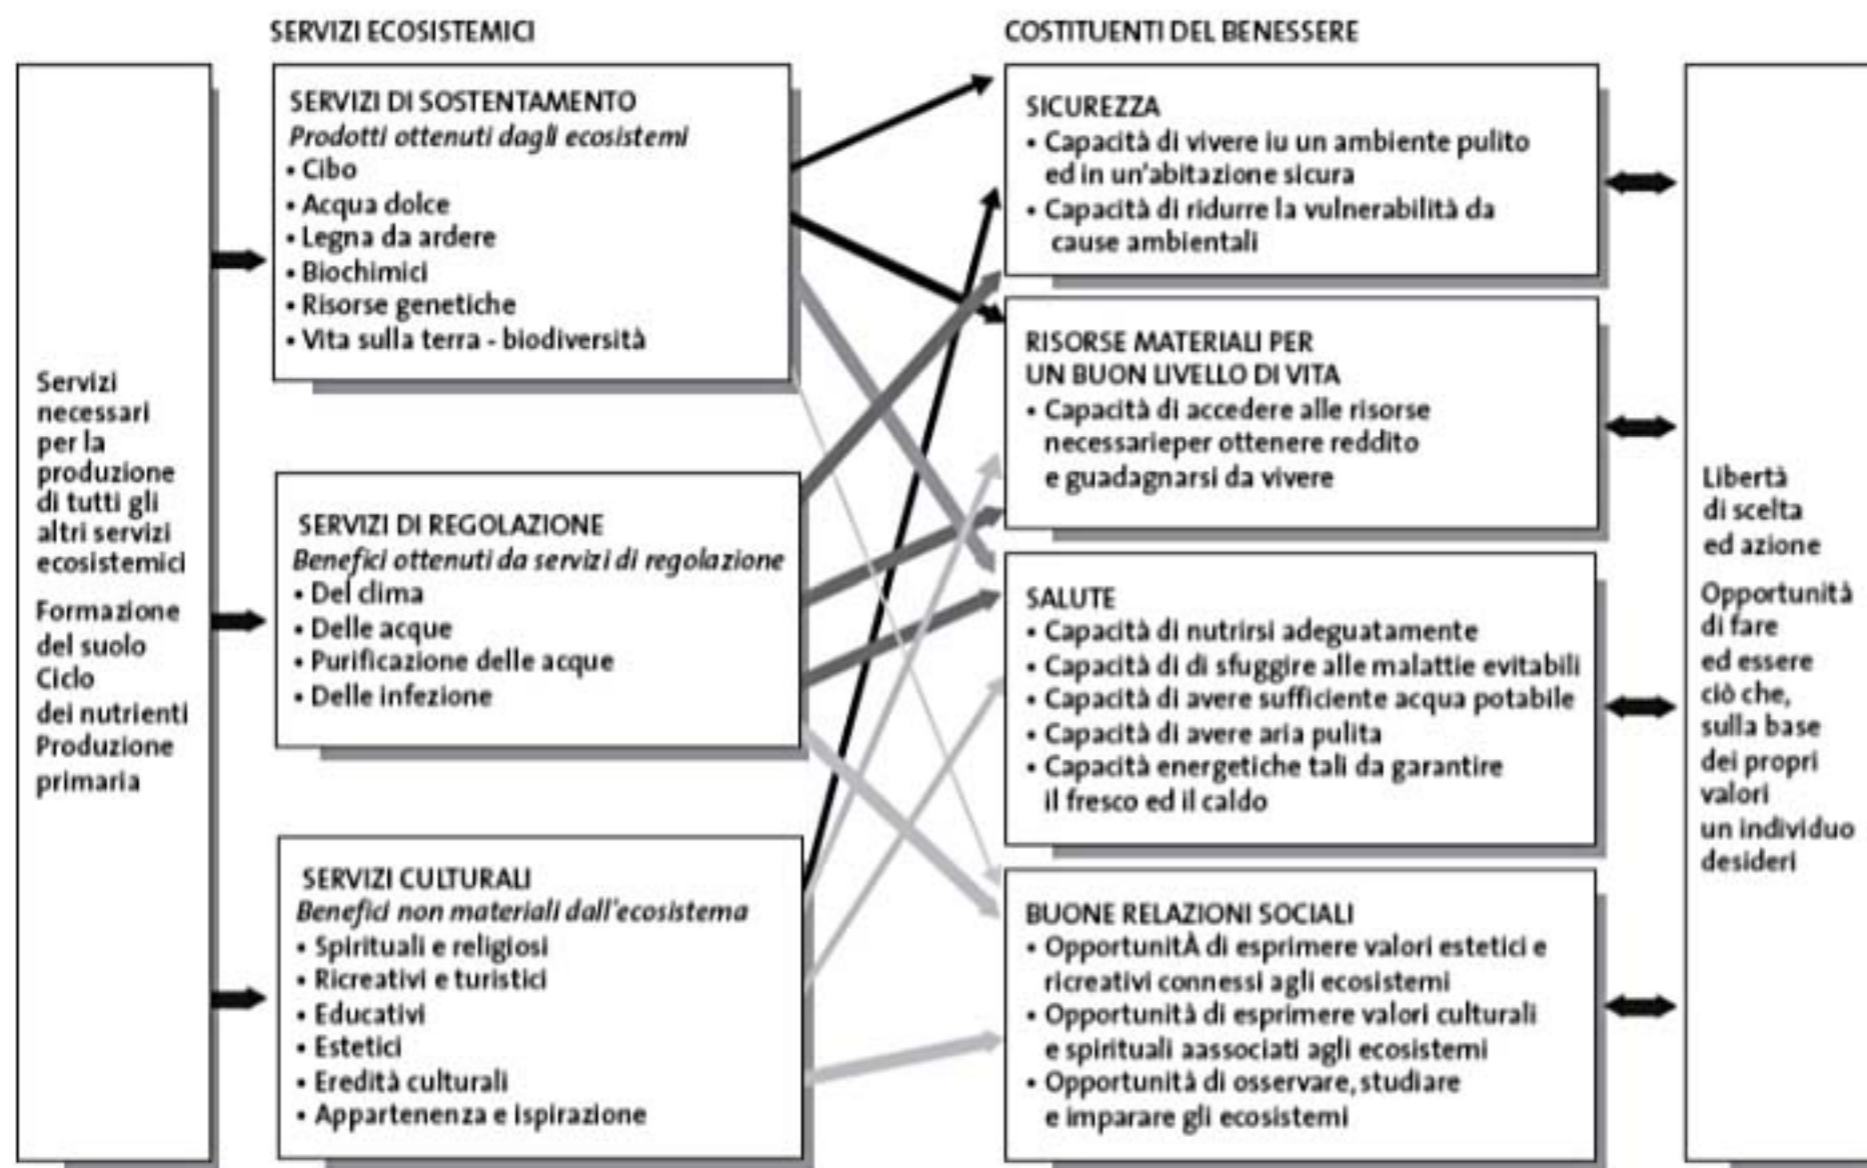 SERVIZI ECOSISTEMICI
COSTITUENTI DEL BENESSERE
Servizi
necessari
per la
produzione
di tutti gli
altri servizi
ecosistemici
Formazione
del suolo
Ciclo
dei nutrienti
Produzione
primaria
SERVIZI DI SOSTENTAMENTO
Prodotti ottenuti dagli ecosistemi
• Cibo
• Acqua dolce
• Legna da ardere
• Biochimici
• Risorse genetiche
• Vita sulla terra - biodiversità
SERVIZI DI REGOLAZIONE
Benefici ottenuti da servizi di regolazione
• Del clima
• Delle acque
• Purificazione delle acque
• Delle infezione
SERVIZI CULTURALI
Benefici non materiali dall'ecosistema
• Spirituali e religiosi
• Ricreativi e turistici
• Educativi
• Estetici
• Eredità culturali
• Appartenenza e ispirazione
SICUREZZA
• Capacità di vivere iu un ambiente pulito
ed in un'abitazione sicura
• Capacità di ridurre la vulnerabilità da
cause ambientali
RISORSE MATERIALI PER
UN BUON LIVELLO DI VITA
• Capacità di accedere alle risorse
necessarieper ottenere reddito
e guadagnarsi da vivere
SALUTE
• Capacità di nutrirsi adeguatamente
• Capacità di di sfuggire alle malattie evitabili
• Capacità di avere sufficiente acqua potabile
• Capacità di avere aria pulita
• Capacità energetiche tali da garantire
il fresco ed il caldo
BUONE RELAZIONI SOCIALI
• OpportunitÀ di esprimere valori estetici e
ricreativi connessi agli ecosistemi
• Opportunità di esprimere valori culturali
e spirituali aassociati agli ecosistemi
• Opportunità di osservare, studiare
e imparare gli ecosistemi
Libertà
di scelta
ed azione
Opportunità
di fare
ed essere
ciò che,
sulla base
dei propri
valori
un individuo
desideri